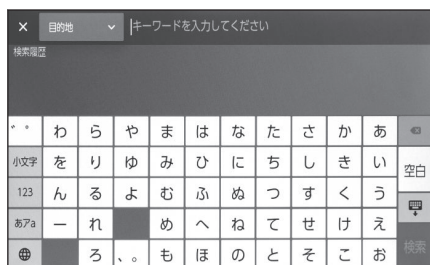 × 目的地 キーワードを入力してください
検索履歴
゛゜ わ ら や ま は な た さ か あ
小文字 を り ゆ み ひ に ち し き い 空白
123 ん る よ む ふ ぬ つ す く う
あアa ー れ め へ ね て せ け え
ろ 、。 も ほ の と そ こ お 検索